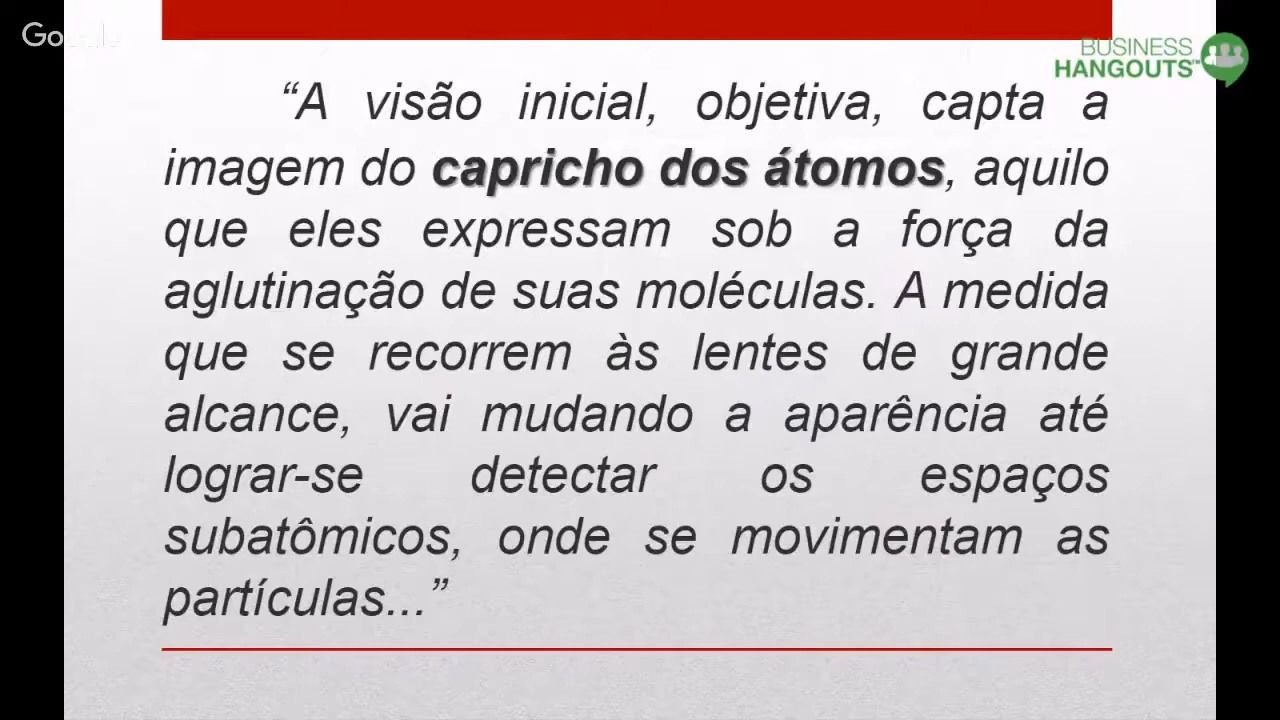 BUSINESS
HANGOUTS
“A visão inicial, objetiva, capta a
imagem do capricho dos átomos, aquilo
que eles expressam sob a força da
aglutinação de suas moléculas. A medida
que se recorrem às lentes de grande
alcance, vai mudando a aparência até
lograr-se detectar os espaços
subatômicos, onde se movimentam as
partículas...”